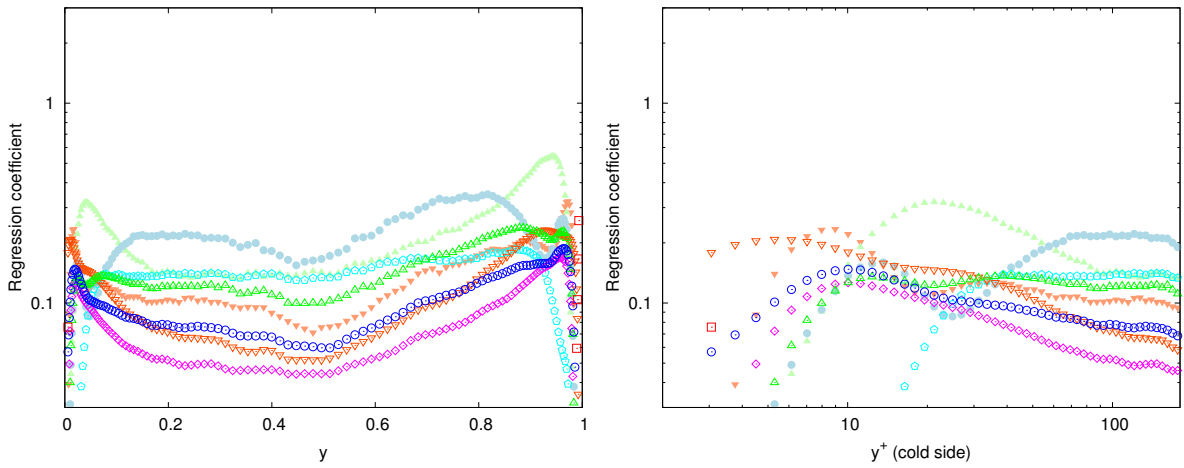 1
0.1
Regression coefficient
0 0.2 0.4 0.6 0.8 1
y
1
0.1
Regression coefficient
10 100
y+ (cold side)